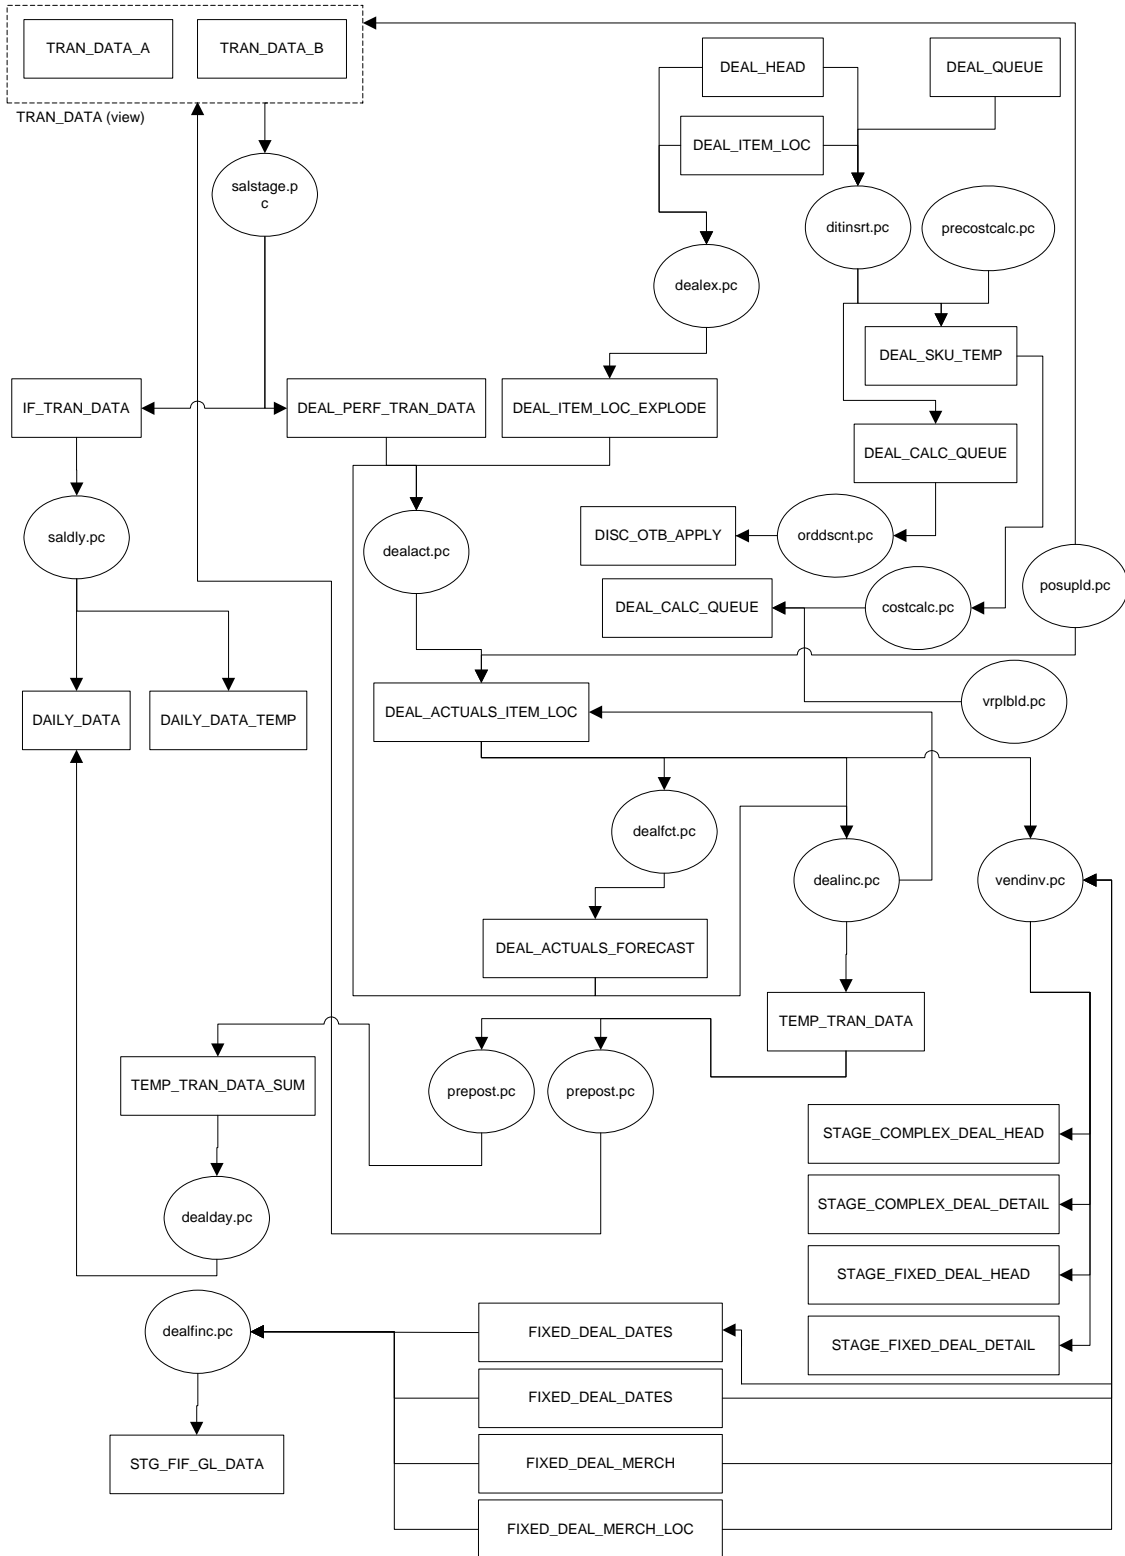 TRAN_DATA_A
TRAN_DATA_B
DEAL_HEAD
DEAL_QUEUE
TRAN_DATA (view)
DEAL_ITEM_LOC
salstage.p
c
ditinsrt.pc
precostcalc.pc
dealex.pc
DEAL_SKU_TEMP
IF_TRAN_DATA
DEAL_PERF_TRAN_DATA
DEAL_ITEM_LOC_EXPLODE
DEAL_CALC_QUEUE
saldly.pc
dealact.pc
DISC_OTB_APPLY
orddscnt.pc
posupld.pc
DEAL_CALC_QUEUE
costcalc.pc
DAILY_DATA
DAILY_DATA_TEMP
DEAL_ACTUALS_ITEM_LOC
vrplbld.pc
dealfct.pc
dealinc.pc
vendinv.pc
DEAL_ACTUALS_FORECAST
TEMP_TRAN_DATA
TEMP_TRAN_DATA_SUM
prepost.pc
prepost.pc
STAGE_COMPLEX_DEAL_HEAD
STAGE_COMPLEX_DEAL_DETAIL
dealday.pc
STAGE_FIXED_DEAL_HEAD
dealfinc.pc
FIXED_DEAL_DATES
STAGE_FIXED_DEAL_DETAIL
FIXED_DEAL_DATES
STG_FIF_GL_DATA
FIXED_DEAL_MERCH
FIXED_DEAL_MERCH_LOC